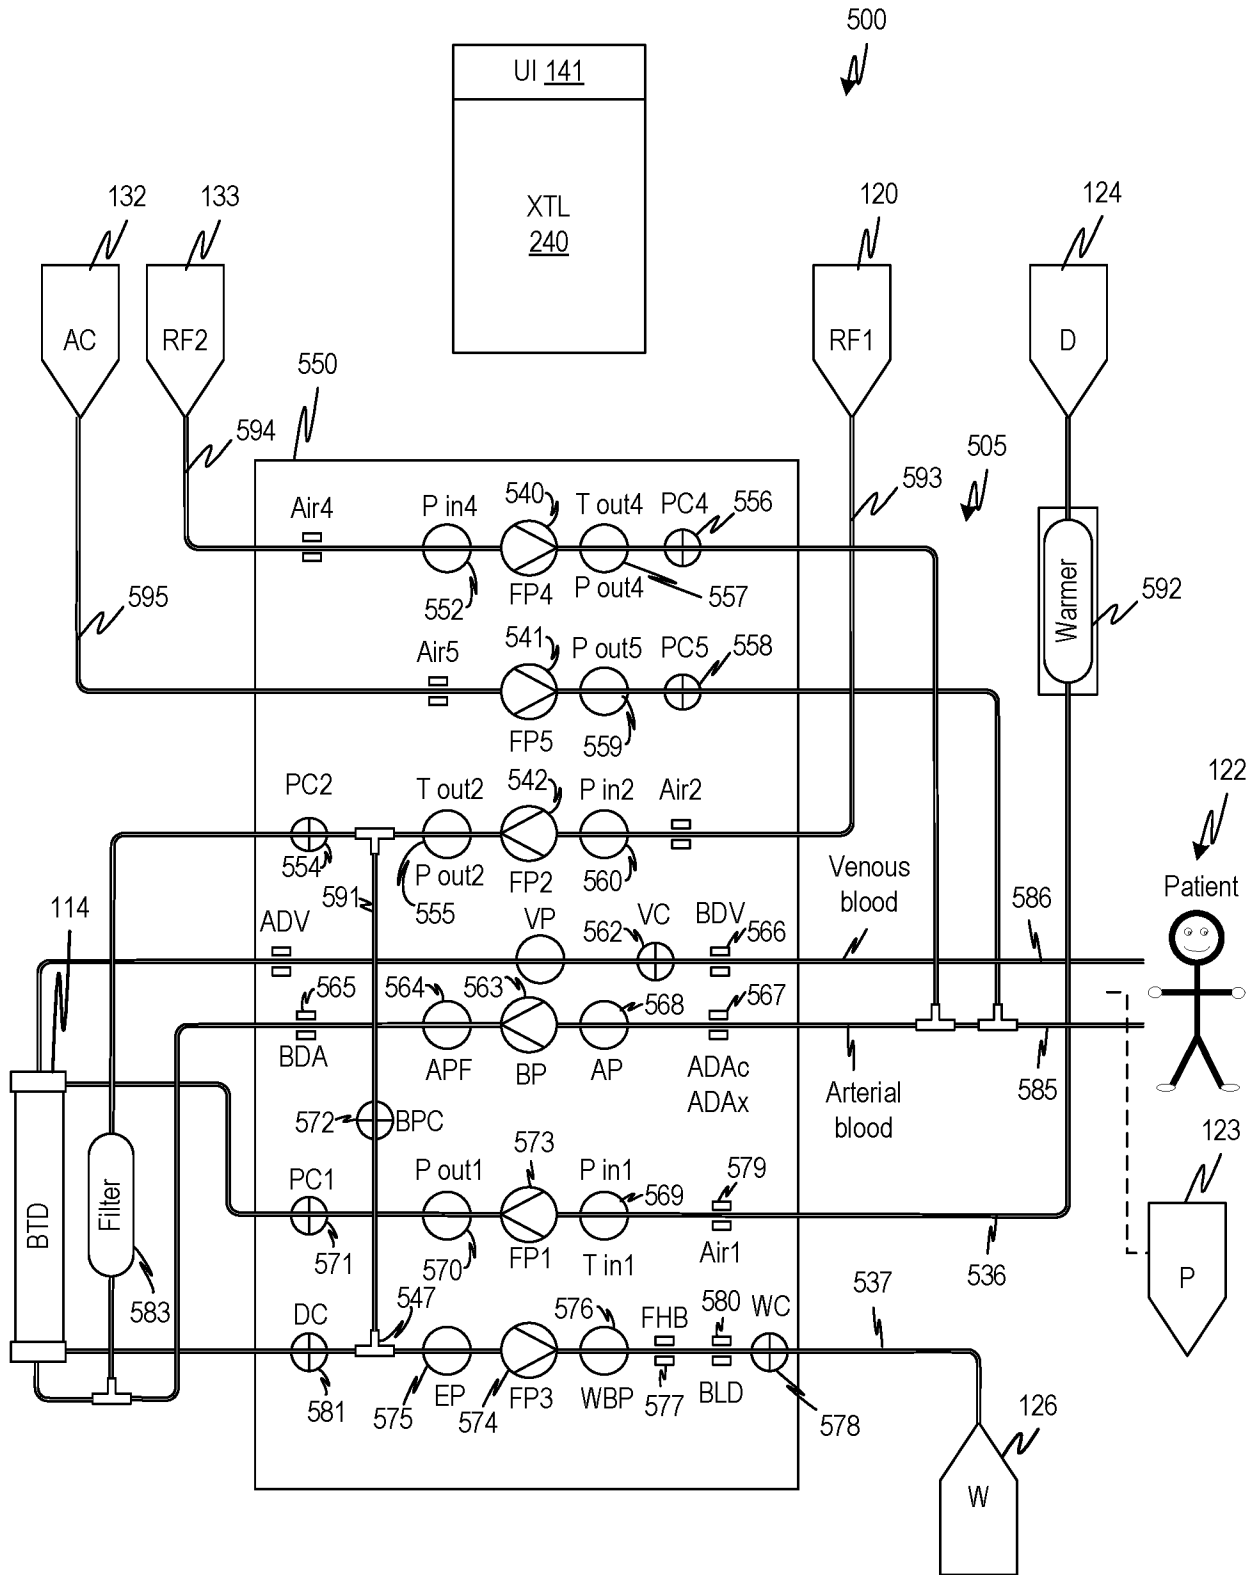 500
UI 141
XTL
240
132
133
120
124
AC
RF2
RF1
D
550
594
593
505
Air4
P in4
540
T out4
PC4
556
552
FP4
P out4
557
595
Warmer
592
Air5
541
P out5
PC5
558
FP5
559
PC2
T out2
542
P in2
Air2
122
554
P out2
FP2
560
591
555
Venous
blood
Patient
114
ADV
VP
562
VC
BDV
566
586
565
564
563
568
567
BDA
APF
BP
AP
ADAc
ADAx
Arterial
blood
585
572
BPC
573
123
PC1
P out1
P in1
579
569
BTD
Filter
571
570
FP1
T in1
Air1
536
P
583
DC
547
576
FHB
580
WC
537
581
575
EP
574
FP3
WBP
577
BLD
578
126
W